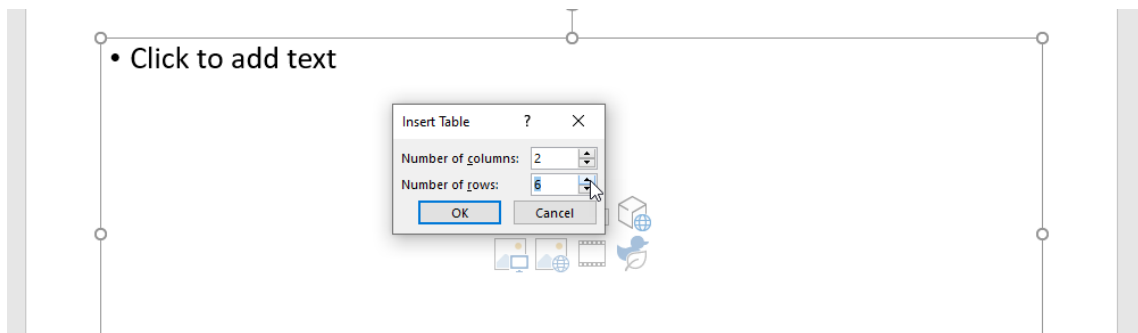 • Click to add text
Insert Table ?
Number of columns: 2
Number of rows: 6
OK Cancel